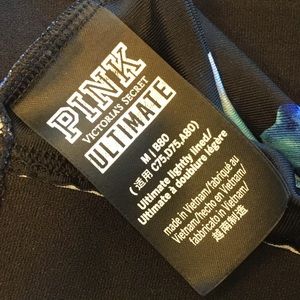 PINK
VICTORIA'S SECRET
ULTIMATE
M | B80
(适用 C75.D75.A80)
Ultimate lightly lined/
Ultimate à doublure légère
made in Vietnam/fabriqué au
Vietnam/hecho en Vietnam/
fabbricato in Vietnam/
越南制造